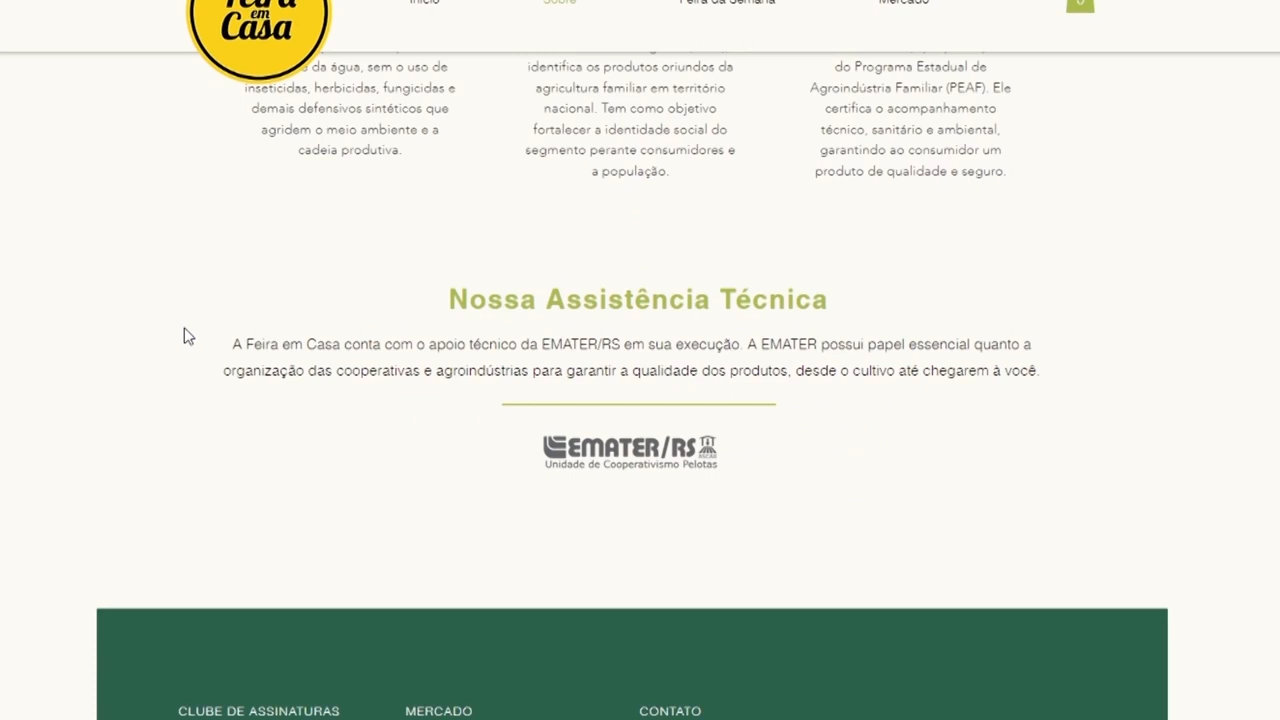 Feira
em
Casa
Início
Sobre
Feira da Semana
Mercado
0
da água, sem o uso de
inseticidas, herbicidas, fungicidas e
demais defensivos sintéticos que
agridem o meio ambiente e a
cadeia produtiva.
identifica os produtos oriundos da
agricultura familiar em território
nacional. Tem como objetivo
fortalecer a identidade social do
segmento perante consumidores e
a população.
do Programa Estadual de
Agroindústria Familiar (PEAF). Ele
certifica o acompanhamento
técnico, sanitário e ambiental,
garantindo ao consumidor um
produto de qualidade e seguro.
Nossa Assistência Técnica
A Feira em Casa conta com o apoio técnico da EMATER/RS em sua execução. A EMATER possui papel essencial quanto a
organização das cooperativas e agroindústrias para garantir a qualidade dos produtos, desde o cultivo até chegarem à você.
EMATER/RS
ASCAR
Unidade de Cooperativismo Pelotas
CLUBE DE ASSINATURAS
MERCADO
CONTATO